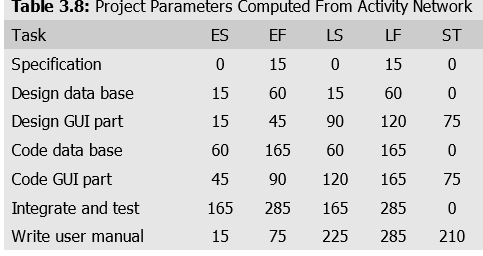 Table 3.8: Project Parameters Computed From Activity Network
Task ES EF LS LF ST
Specification 0 15 0 15 0
Design data base 15 60 15 60 0
Design GUI part 15 45 90 120 75
Code data base 60 165 60 165 0
Code GUI part 45 90 120 165 75
Integrate and test 165 285 165 285 0
Write user manual 15 75 225 285 210